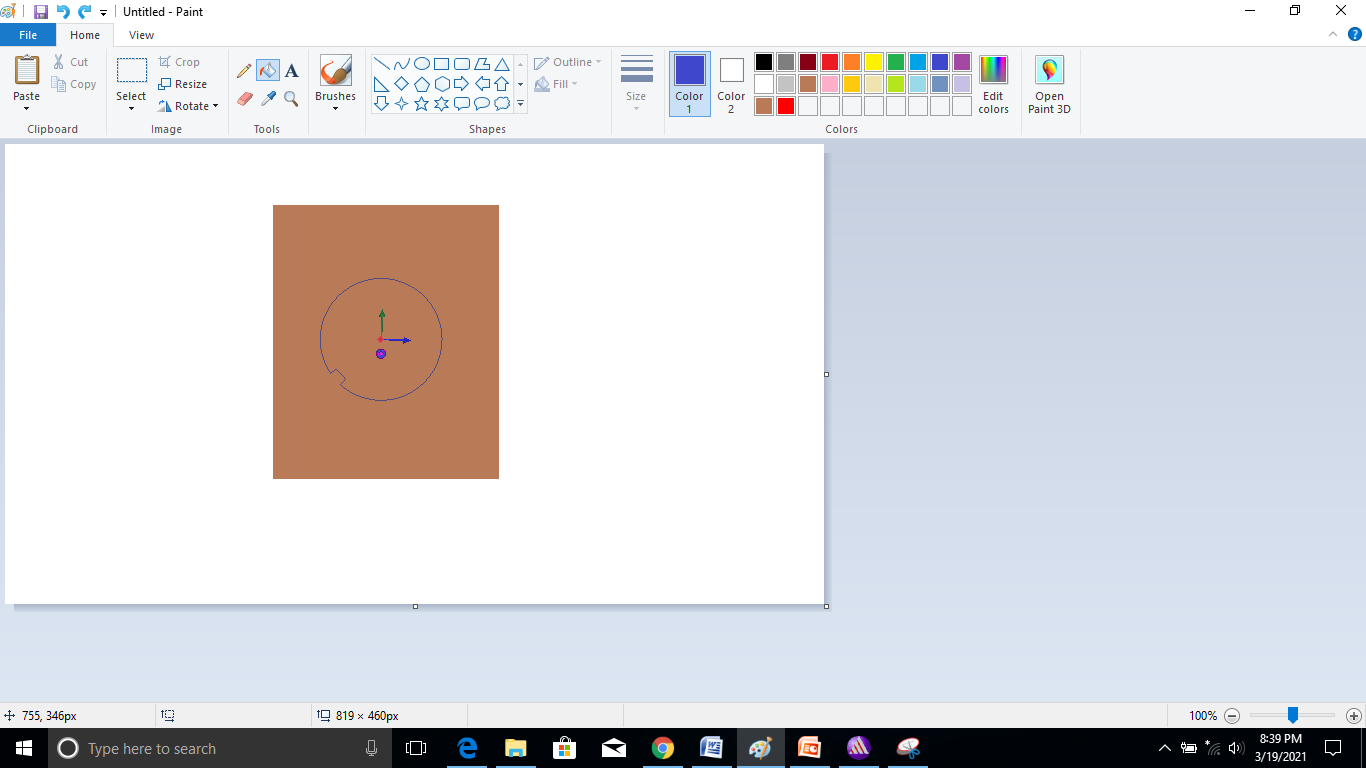 Untitled - Paint
File Home View
Paste
Cut
Copy
Clipboard
Select
Crop
Resize
Rotate
Image
A
Tools
Brushes
Shapes
Outline
Fill
Size
Color 1
Color 2
Colors
Edit colors
Open Paint 3D
755, 346px
819 × 460px
100%
Type here to search
8:39 PM
3/19/2021